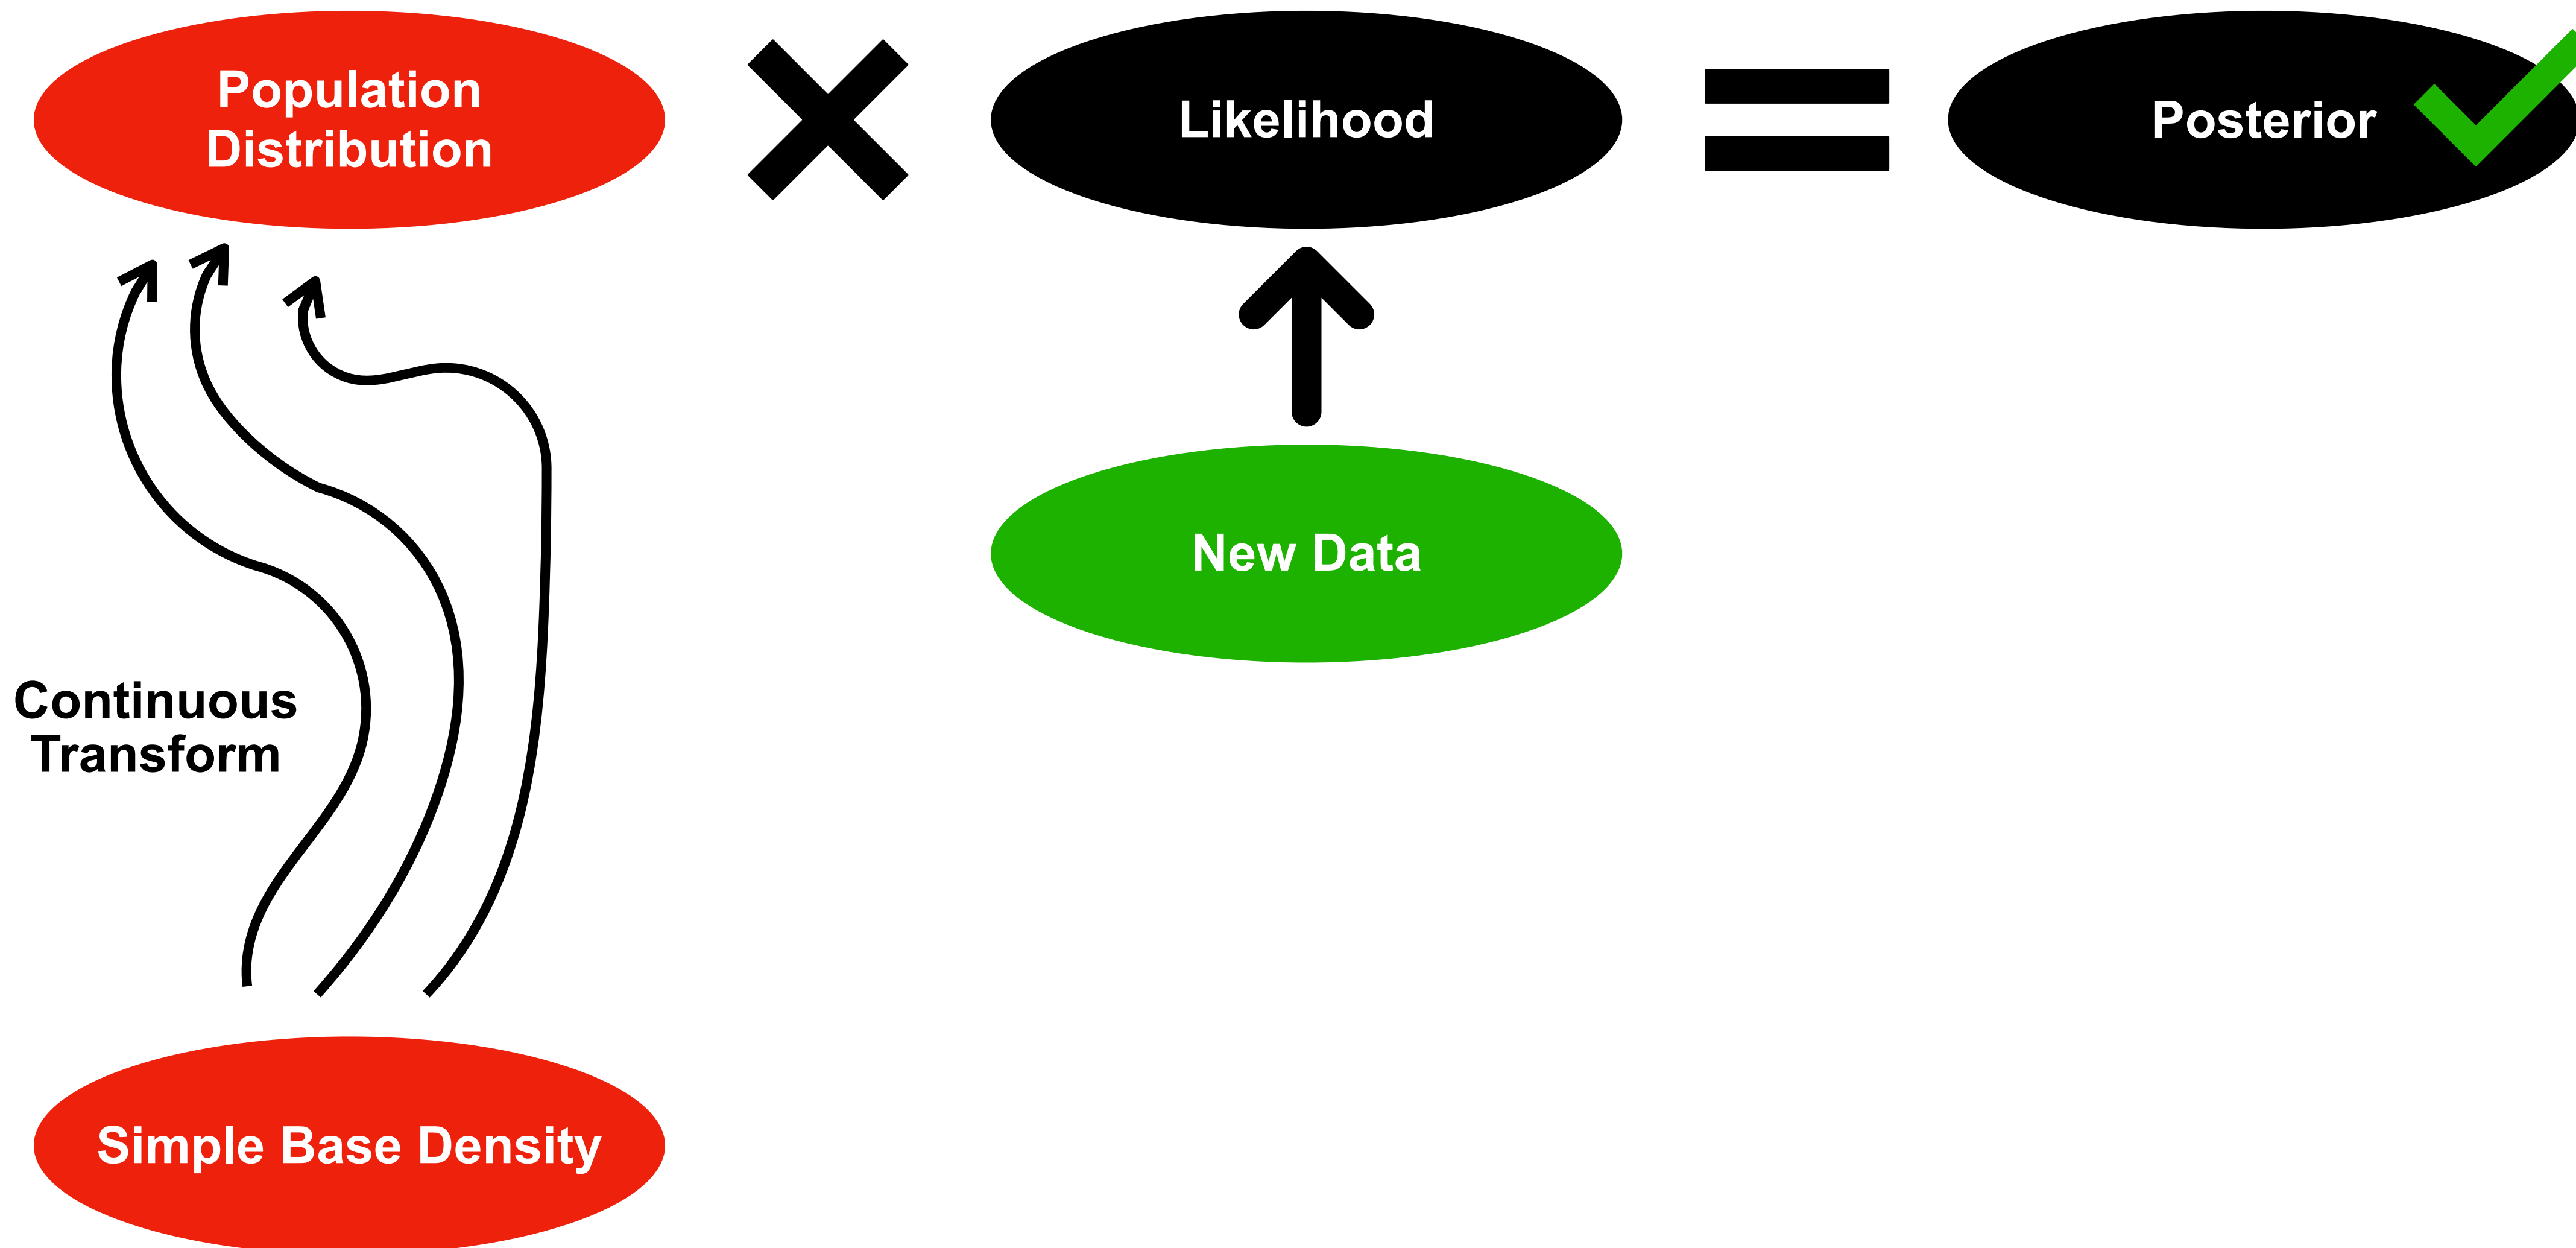 Population
Distribution
Likelihood
Posterior
New Data
Continuous
Transform
Simple Base Density